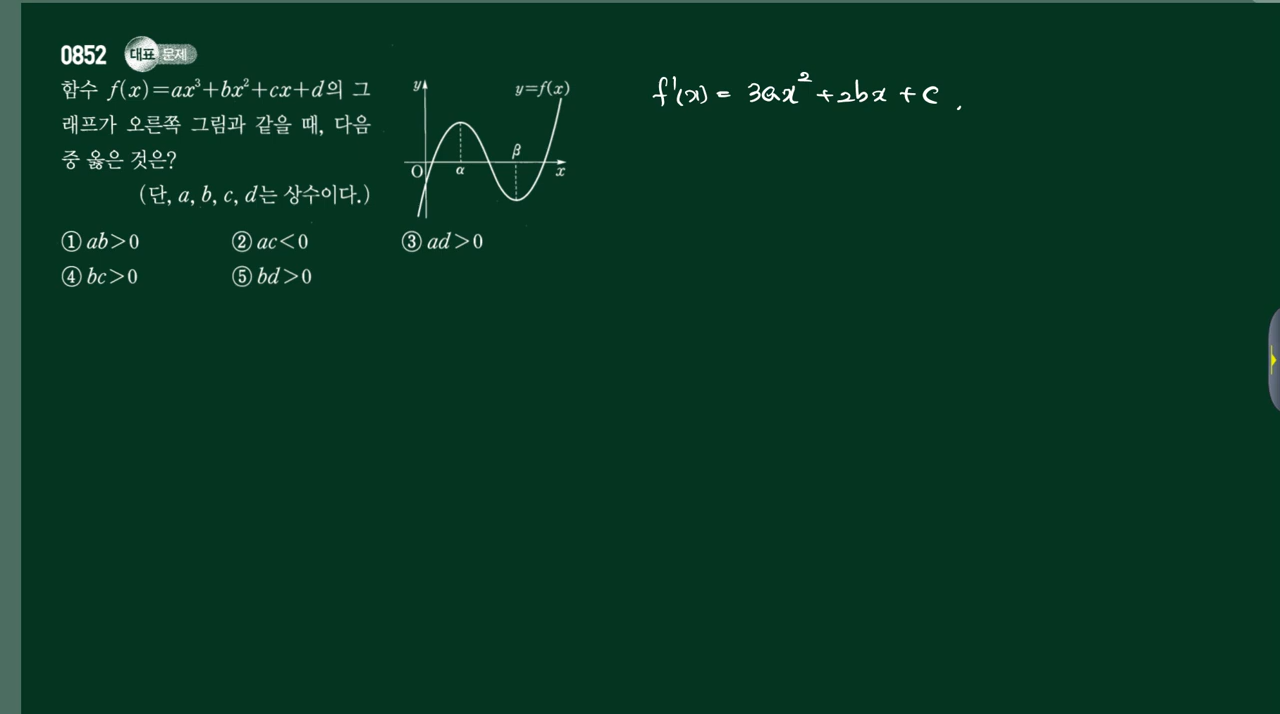 0852 대표 문제
함수 f(x)=ax³+bx²+cx+d의 그
래프가 오른쪽 그림과 같을 때, 다음
중 옳은 것은?
(단, a, b, c, d는 상수이다.)
y
y=f(x)
β
O
α
x
① ab>0 ② ac<0 ③ ad>0
④ bc>0 ⑤ bd>0
f'(x) = 3ax² + 2bx + c .